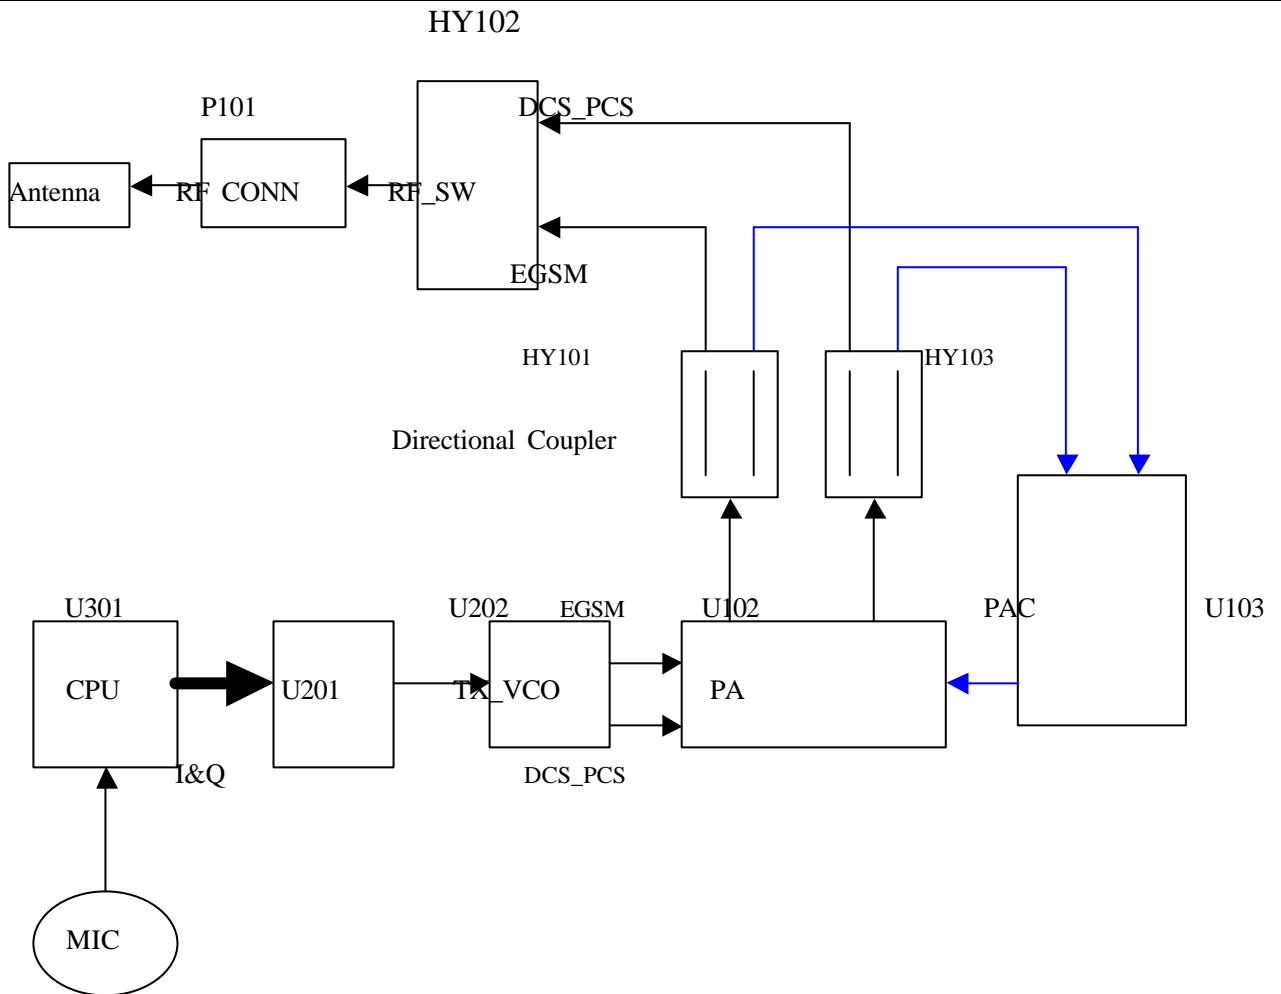 HY102
P101
DCS_PCS
Antenna
RF CONN
RF_SW
EGSM
HY101
HY103
Directional Coupler
U301
U202
EGSM
U102
PAC
U103
CPU
U201
TX_VCO
PA
I&Q
DCS_PCS
MIC